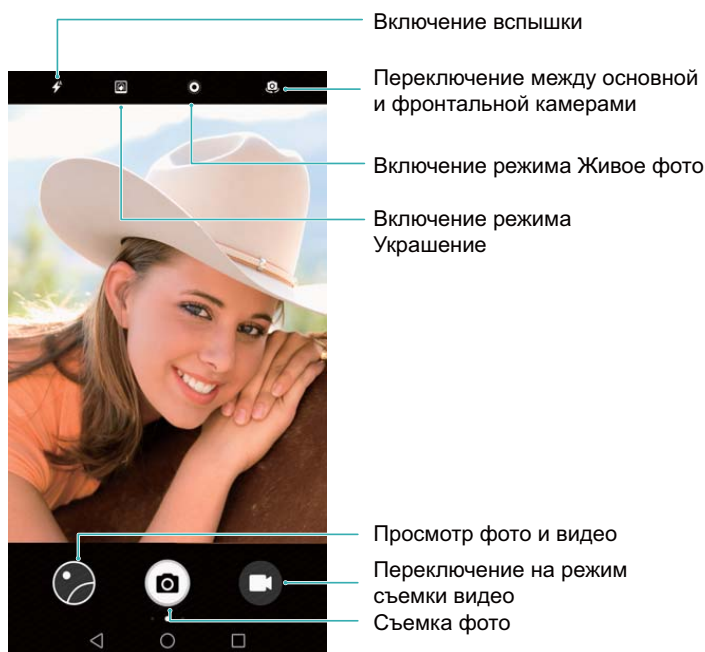 Включение вспышки
Переключение между основной
и фронтальной камерами
Включение режима Живое фото
Включение режима
Украшение
Просмотр фото и видео
Переключение на режим
съемки видео
Съемка фото